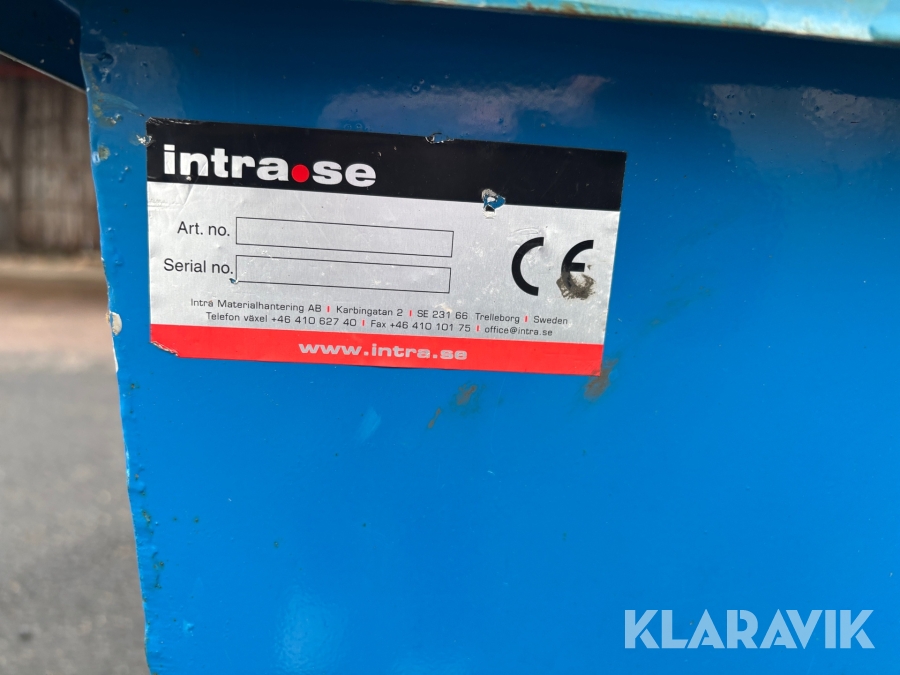 intra.se
Art. no.
Serial no.
CE
Intra Materialhantering AB I Karbingatan 2 I SE 231 66 Trelleborg I Sweden
Telefon växel +46 410 627 40 I Fax +46 410 101 75 I office@intra.se
www.intra.se
KLARAVIK